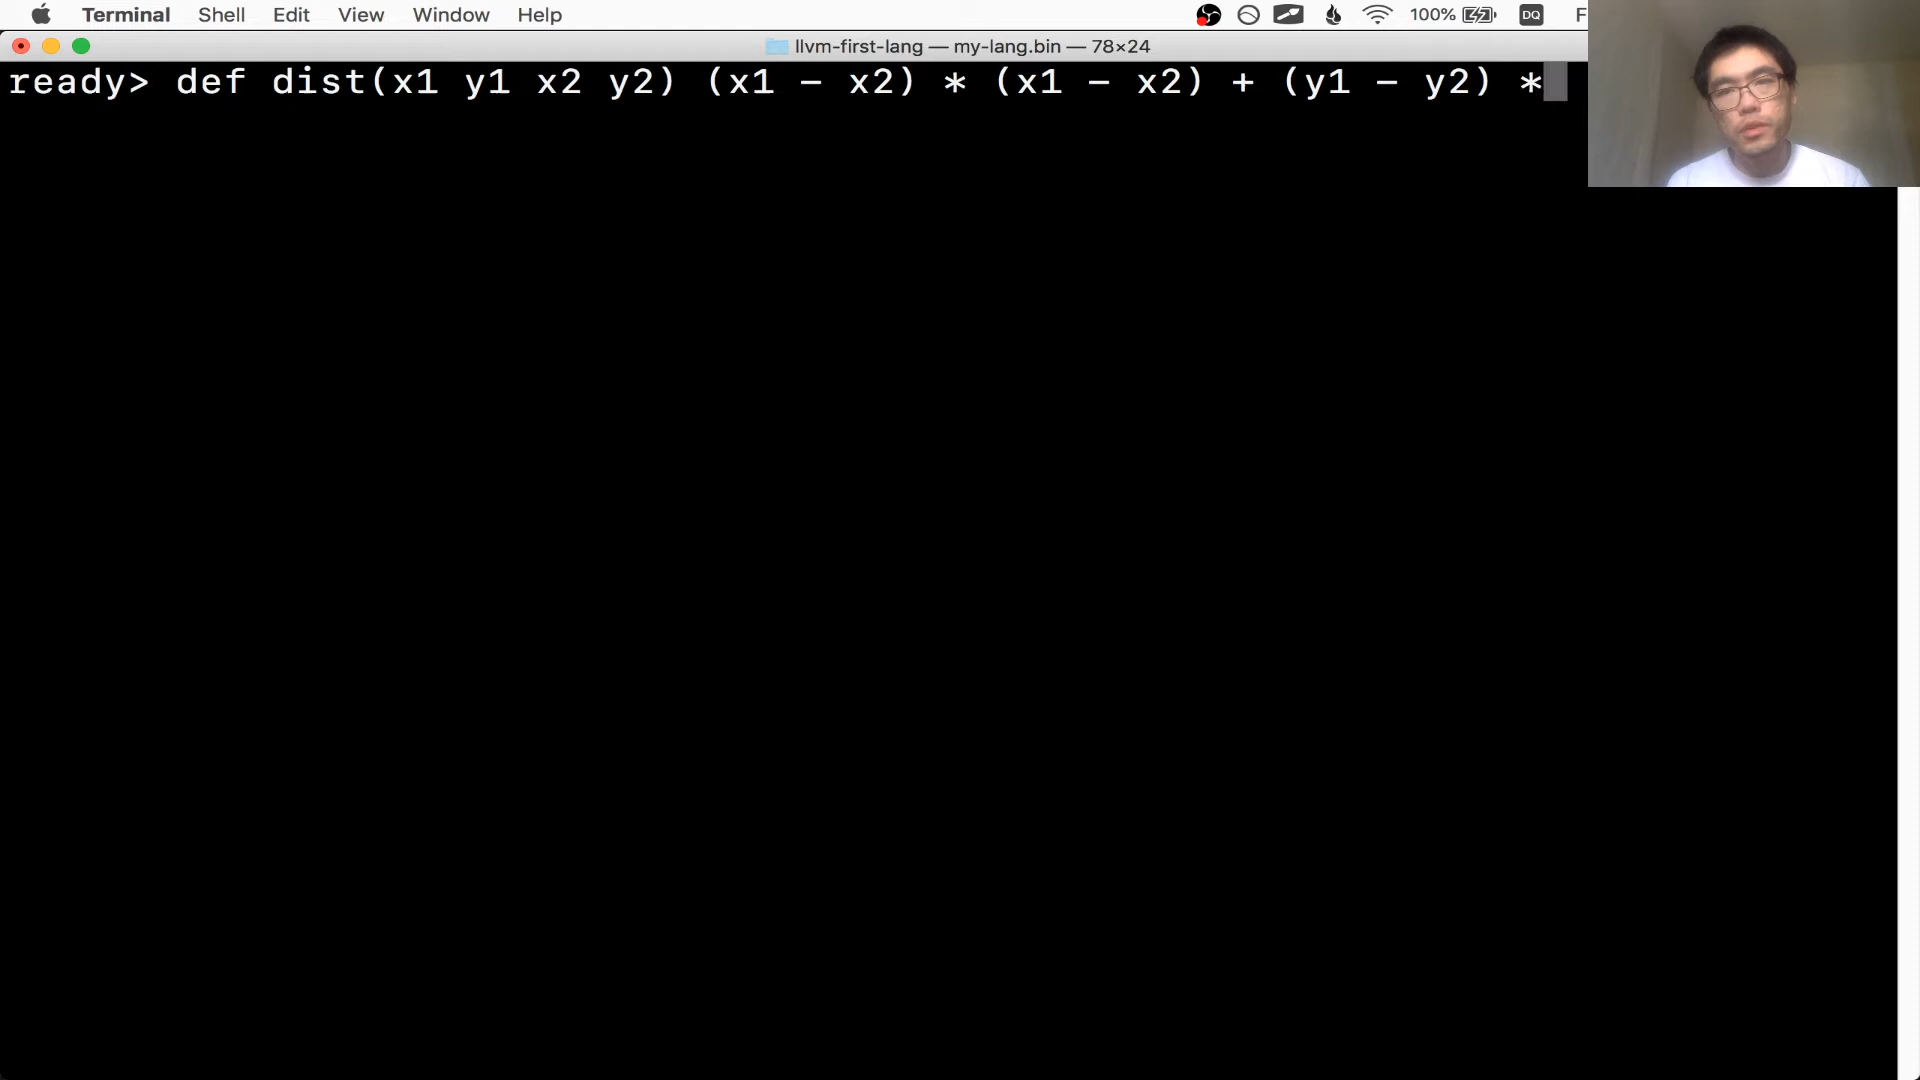 Terminal Shell Edit View Window Help 100% DQ F
llvm-first-lang — my-lang.bin — 78×24
ready> def dist(x1 y1 x2 y2) (x1 - x2) * (x1 - x2) + (y1 - y2) *